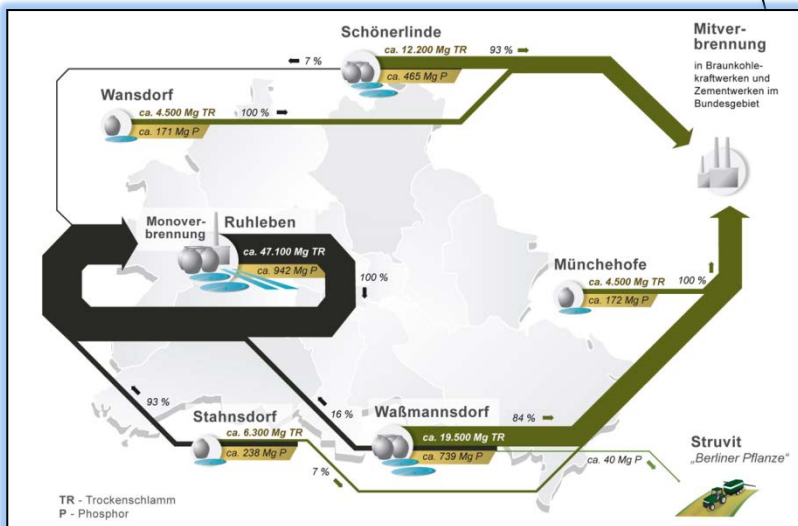 Schönerlinde
ca. 12.200 Mg TR
93 %
7 %
ca. 465 Mg P
Mitver-
brennung
in Braunkohle-
kraftwerken und
Zementwerken im
Bundesgebiet
Wansdorf
ca. 4.500 Mg TR
100 %
ca. 171 Mg P
Monover-
brennung
Ruhleben
ca. 47.100 Mg TR
ca. 942 Mg P
100 %
Münchehofe
ca. 4.500 Mg TR
100 %
ca. 172 Mg P
93 %
Stahnsdorf
ca. 6.300 Mg TR
ca. 238 Mg P
7 %
16 %
Waßmannsdorf
84 %
ca. 19.500 Mg TR
ca. 739 Mg P
ca. 40 Mg P
Struvit
„Berliner Pflanze“
TR - Trockenschlamm
P - Phosphor